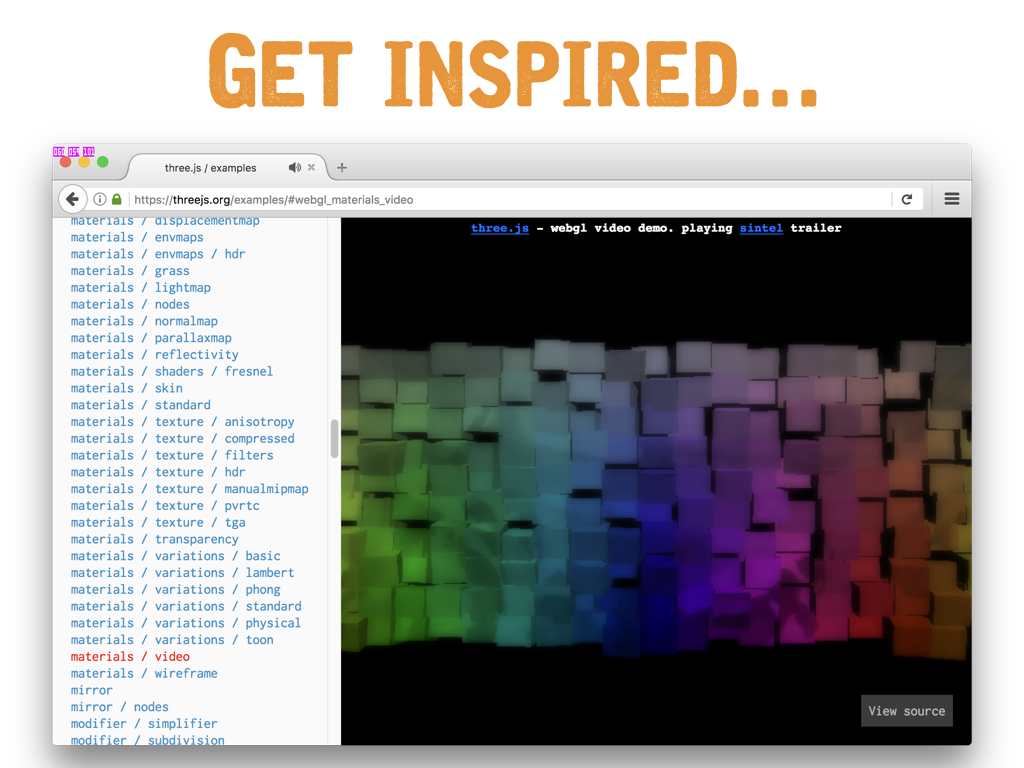 GET INSPIRED...
three.js / examples
https://threejs.org/examples/#webgl_materials_video
materials / displacementmap
materials / envmaps
materials / envmaps / hdr
materials / grass
materials / lightmap
materials / nodes
materials / normalmap
materials / parallaxmap
materials / reflectivity
materials / shaders / fresnel
materials / skin
materials / standard
materials / texture / anisotropy
materials / texture / compressed
materials / texture / filters
materials / texture / hdr
materials / texture / manualmipmap
materials / texture / pvrtc
materials / texture / tga
materials / transparency
materials / variations / basic
materials / variations / lambert
materials / variations / phong
materials / variations / standard
materials / variations / physical
materials / variations / toon
materials / video
materials / wireframe
mirror
mirror / nodes
modifier / simplifier
modifier / subdivision
three.js - webgl video demo. playing sintel trailer
View source